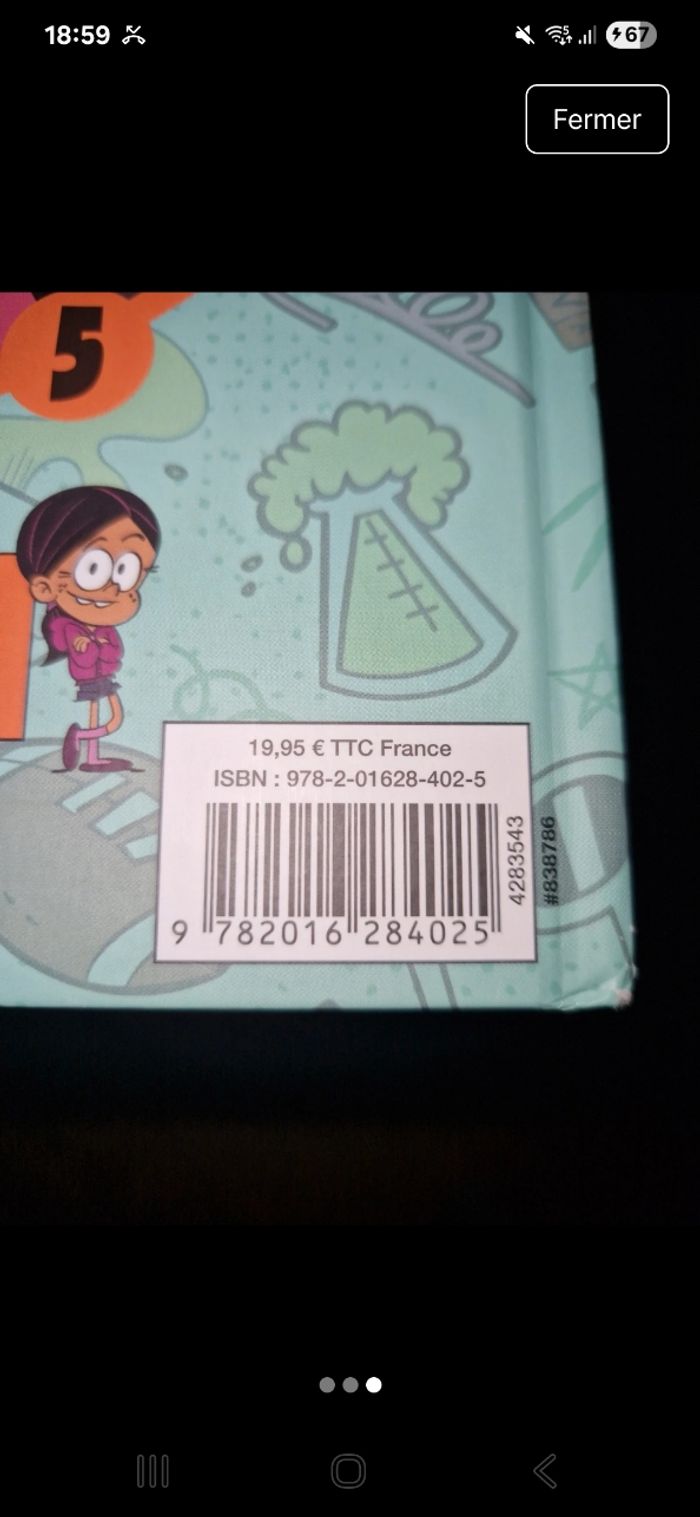 18:59
67
Fermer
5
19,95 € TTC France
ISBN : 978-2-01628-402-5
4283543
#838786
9 782016 284025